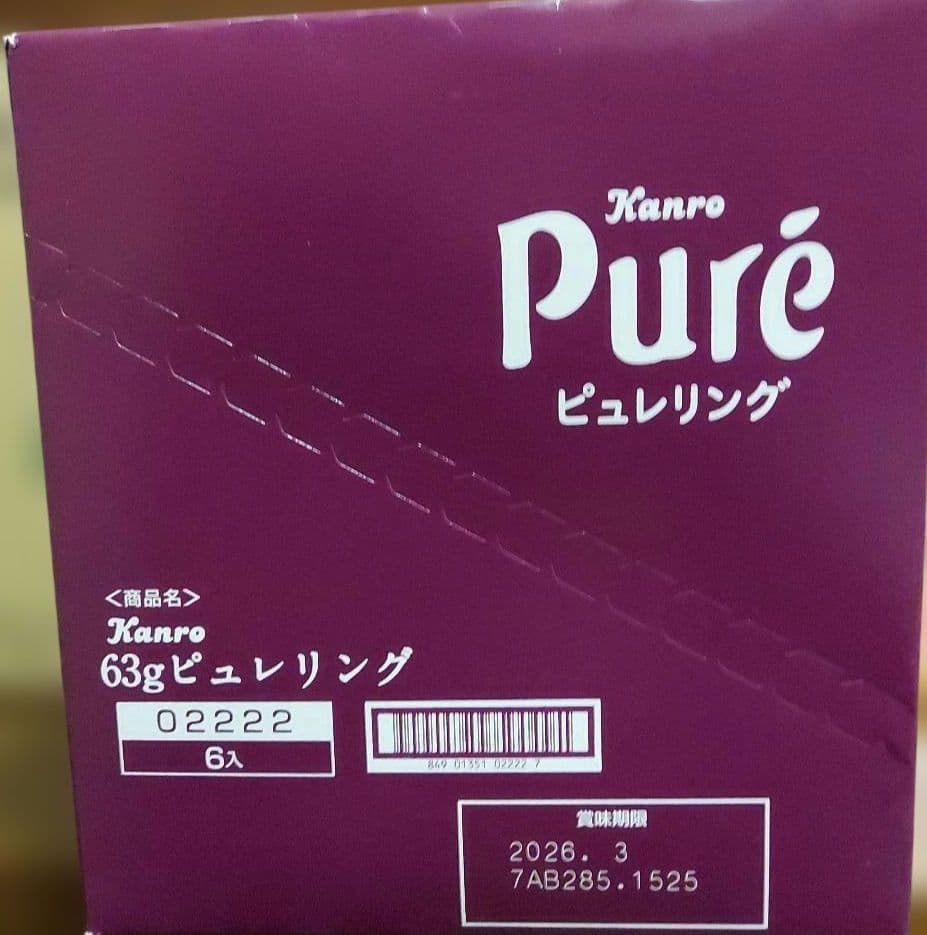 Kanro
Puré
ピュレリング
<商品名>
Kanro
63gピュレリング
02222
6入
849 01351 02222 7
賞味期限
2026. 3
7AB285.1525